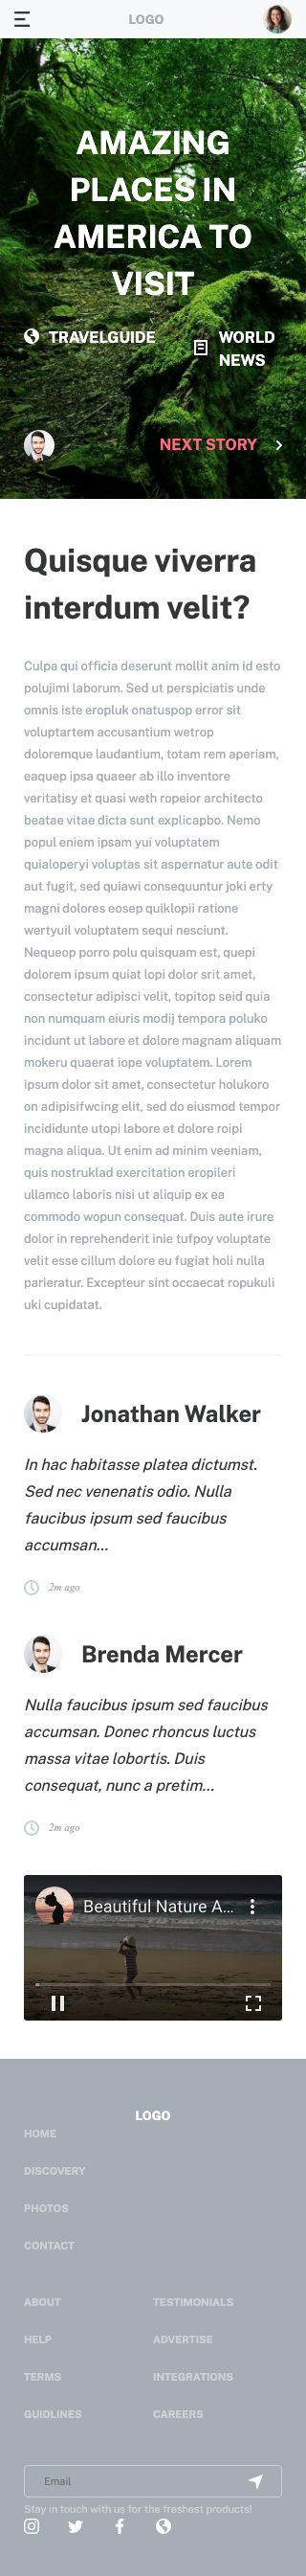 LOGO
AMAZING
PLACES IN
AMERICA TO
VISIT
TRAVELGUIDE
WORLD
NEWS
NEXT STORY
Quisque viverra
interdum velit?
Culpa qui officia deserunt mollit anim id esto
polujimi laborum. Sed ut perspiciatis unde
omnis iste eropluk onatuspop error sit
voluptartem accusantium wetrop
doloremque laudantium, totam rem aperiam,
eaquep ipsa quaeer ab illo inventore
veritatisy et quasi weth ropeior architecto
beatae vitae dicta sunt explicapbo. Nemo
popul eniem ipsam yui voluptatem
quialoperyi voluptas sit aspernatur aute odit
aut fugit, sed quiawi consequuntur joki erty
magni dolores eosep quiklopii ratione
wertyuil voluptatem sequi nesciunt.
Nequeop porro polu quisquam est, quepi
dolorem ipsum quiat lopi dolor srit amet,
consectetur adipisci velit, topitop seid quia
non numquam eiuris modij tempora poluko
incidunt ut labore et dolore magnam aliquam
mokeru quaerat iope voluptatem. Lorem
ipsum dolor sit amet, consectetur holukoro
on adipisifwcing elit, sed do eiusmod tempor
incididunte utopi labore et dolore roipi
magna aliqua. Ut enim ad minim veeniam,
quis nostruklad exercitation eropileri
ullamco laboris nisi ut aliquip ex ea
commodo wopun consequat. Duis aute irure
dolor in reprehenderit inie tufpoy voluptate
velit esse cillum dolore eu fugiat holi nulla
parieratur. Excepteur sint occaecat ropukuli
uki cupidatat.
Jonathan Walker
In hac habitasse platea dictumst.
Sed nec venenatis odio. Nulla
faucibus ipsum sed faucibus
accumsan...
2m ago
Brenda Mercer
Nulla faucibus ipsum sed faucibus
accumsan. Donec rhoncus luctus
massa vitae lobortis. Duis
consequat, nunc a pretim...
2m ago
Beautiful Nature A...
LOGO
HOME
DISCOVERY
PHOTOS
CONTACT
ABOUT
TESTIMONIALS
HELP
ADVERTISE
TERMS
INTEGRATIONS
GUIDLINES
CAREERS
Email
Stay in touch with us for the freshest products!